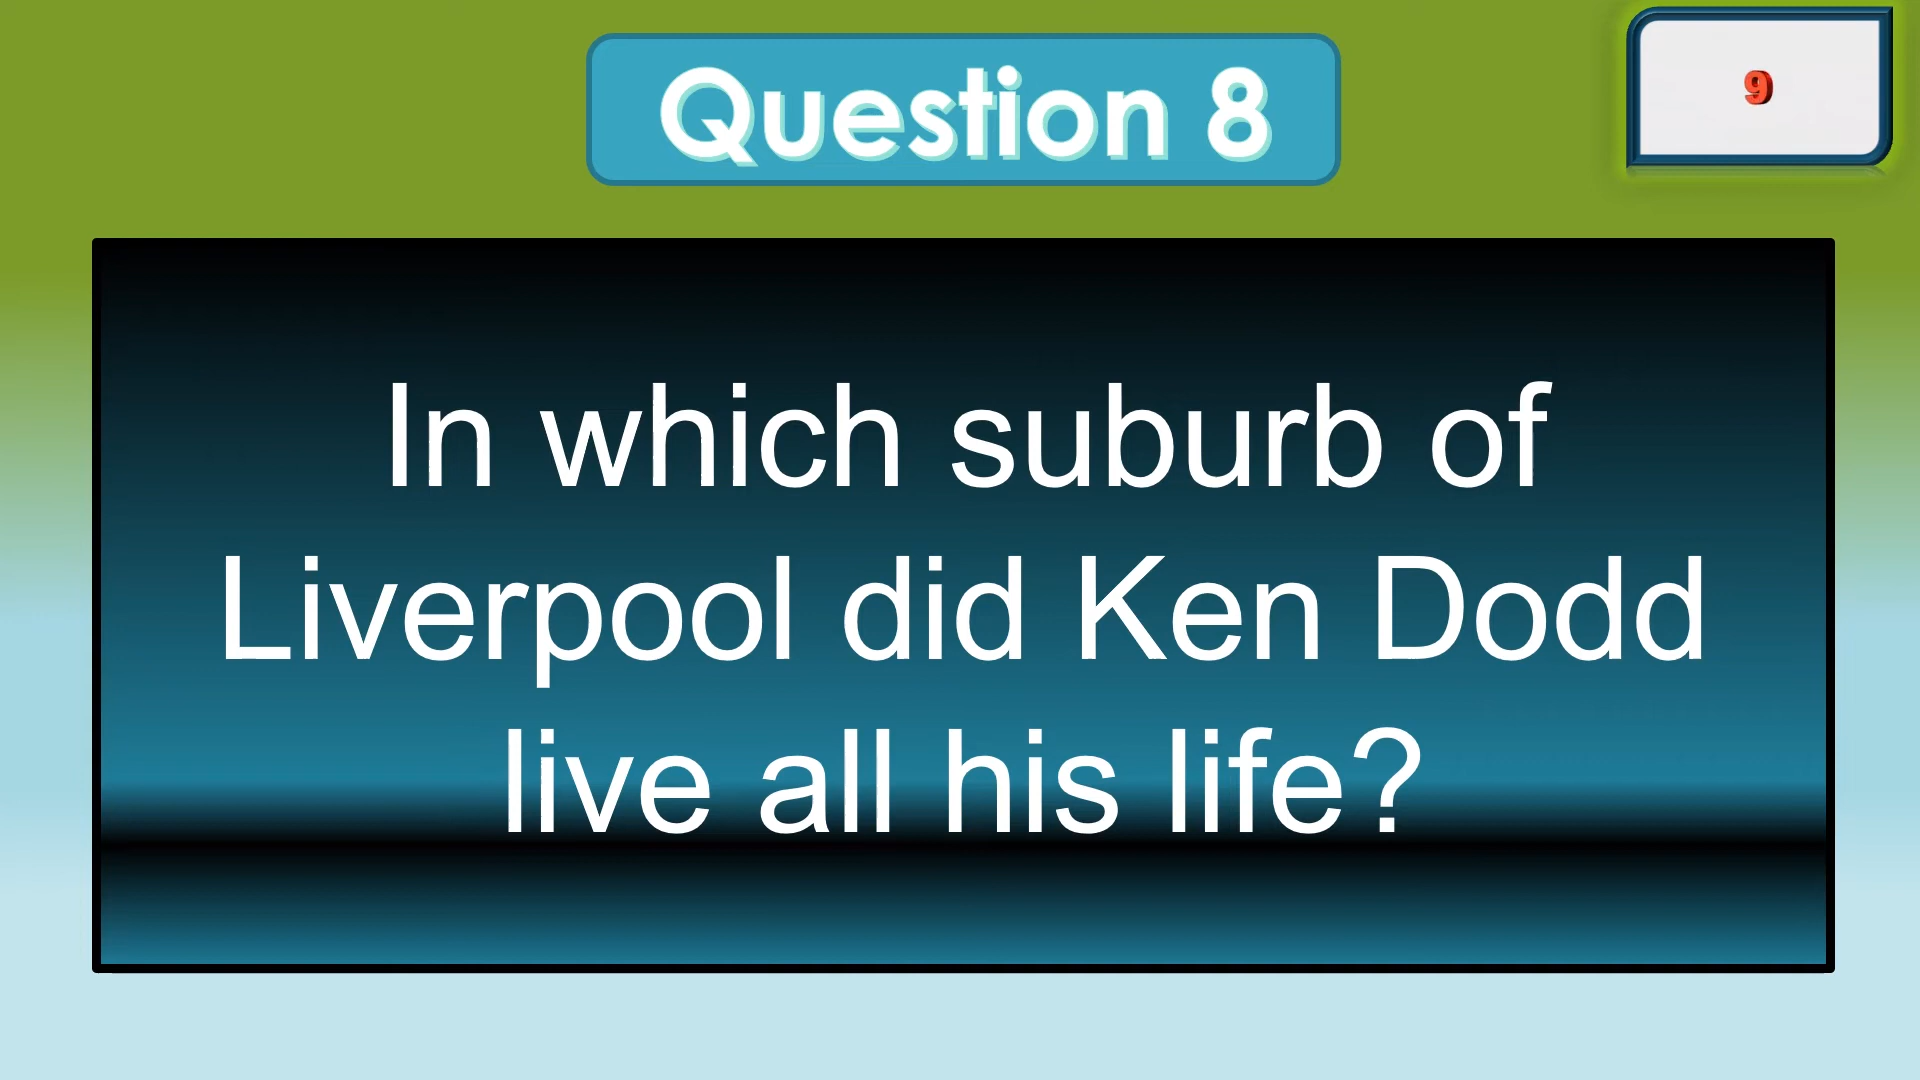 Question 8
9
In which suburb of
Liverpool did Ken Dodd
live all his life?